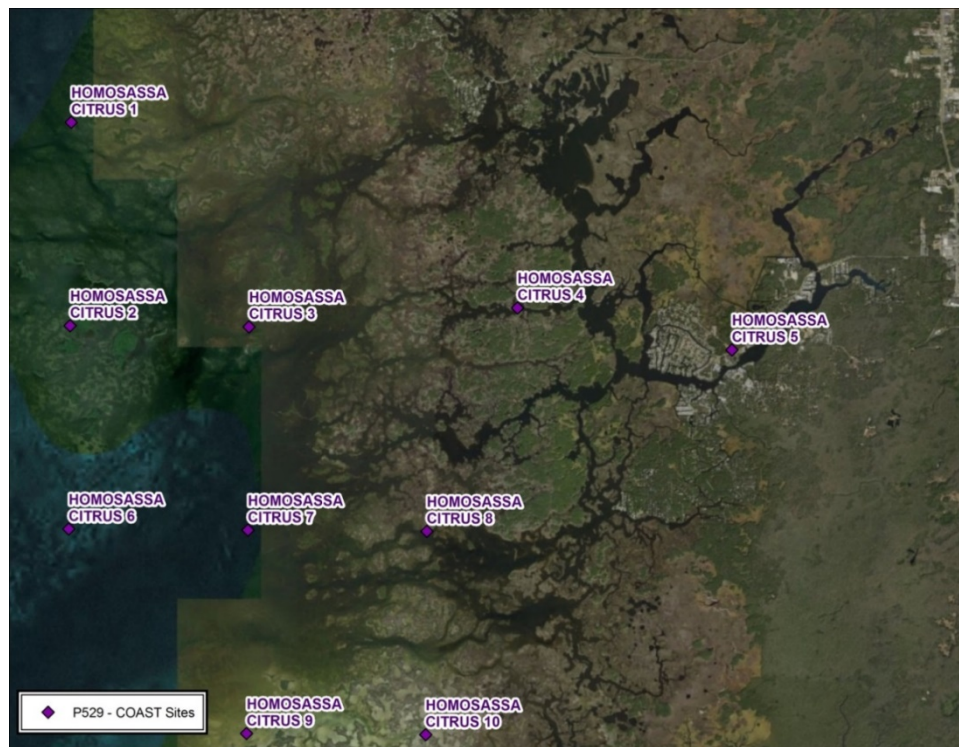 HOMOSASSA
CITRUS 1
HOMOSASSA
CITRUS 2
HOMOSASSA
CITRUS 3
HOMOSASSA
CITRUS 4
HOMOSASSA
CITRUS 5
HOMOSASSA
CITRUS 6
HOMOSASSA
CITRUS 7
HOMOSASSA
CITRUS 8
HOMOSASSA
CITRUS 9
HOMOSASSA
CITRUS 10
P529 - COAST Sites